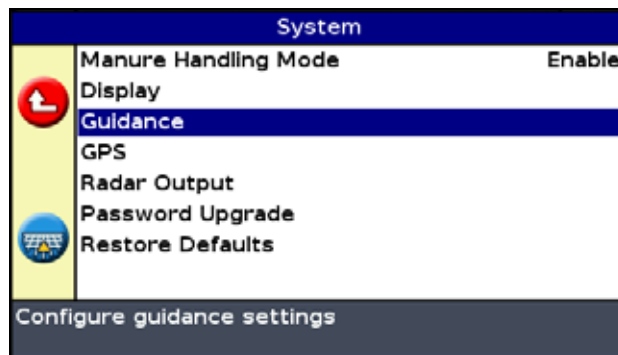 System
Manure Handling Mode Enable
Display
Guidance
GPS
Radar Output
Password Upgrade
Restore Defaults
Configure guidance settings